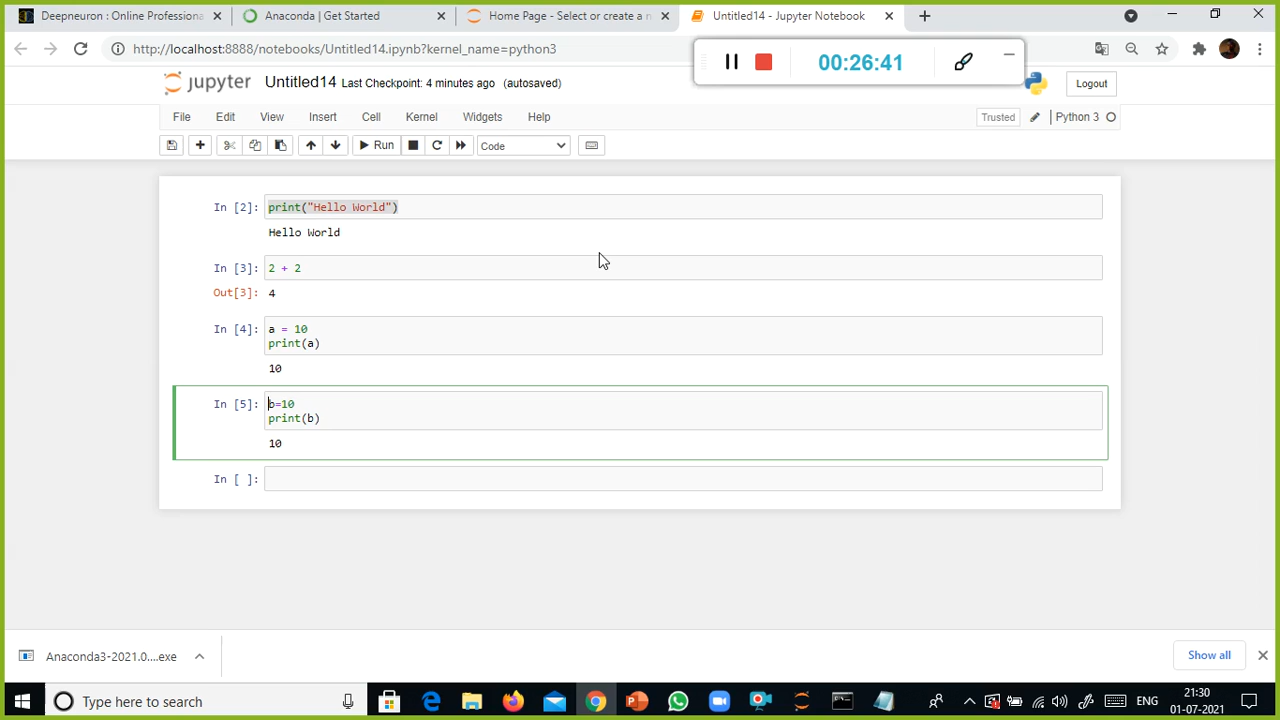 Deepneuron : Online Professiona
Anaconda | Get Started
Home Page - Select or create a n
Untitled14 - Jupyter Notebook
http://localhost:8888/notebooks/Untitled14.ipynb?kernel_name=python3
00:26:41
jupyter Untitled14 Last Checkpoint: 4 minutes ago (autosaved)
Logout
File Edit View Insert Cell Kernel Widgets Help
Trusted Python 3
Run Code
In [2]: print("Hello World")
Hello World
In [3]: 2 + 2
Out[3]: 4
In [4]: a = 10
print(a)
10
In [5]: b=10
print(b)
10
In [ ]:
Anaconda3-2021.0....exe
Show all
Type here to search
ENG
21:30
01-07-2021